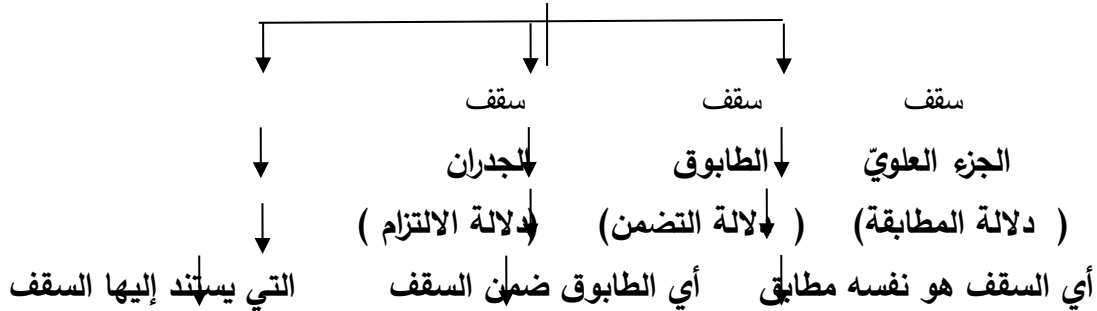 سقف سقف سقف
الجزء العلويّ الطابوق الجدران
( دلالة المطابقة) ( دلالة التضمن) (دلالة الالتزام )
أي السقف هو نفسه مطابق أي الطابوق ضمن السقف التي يستند إليها السقف